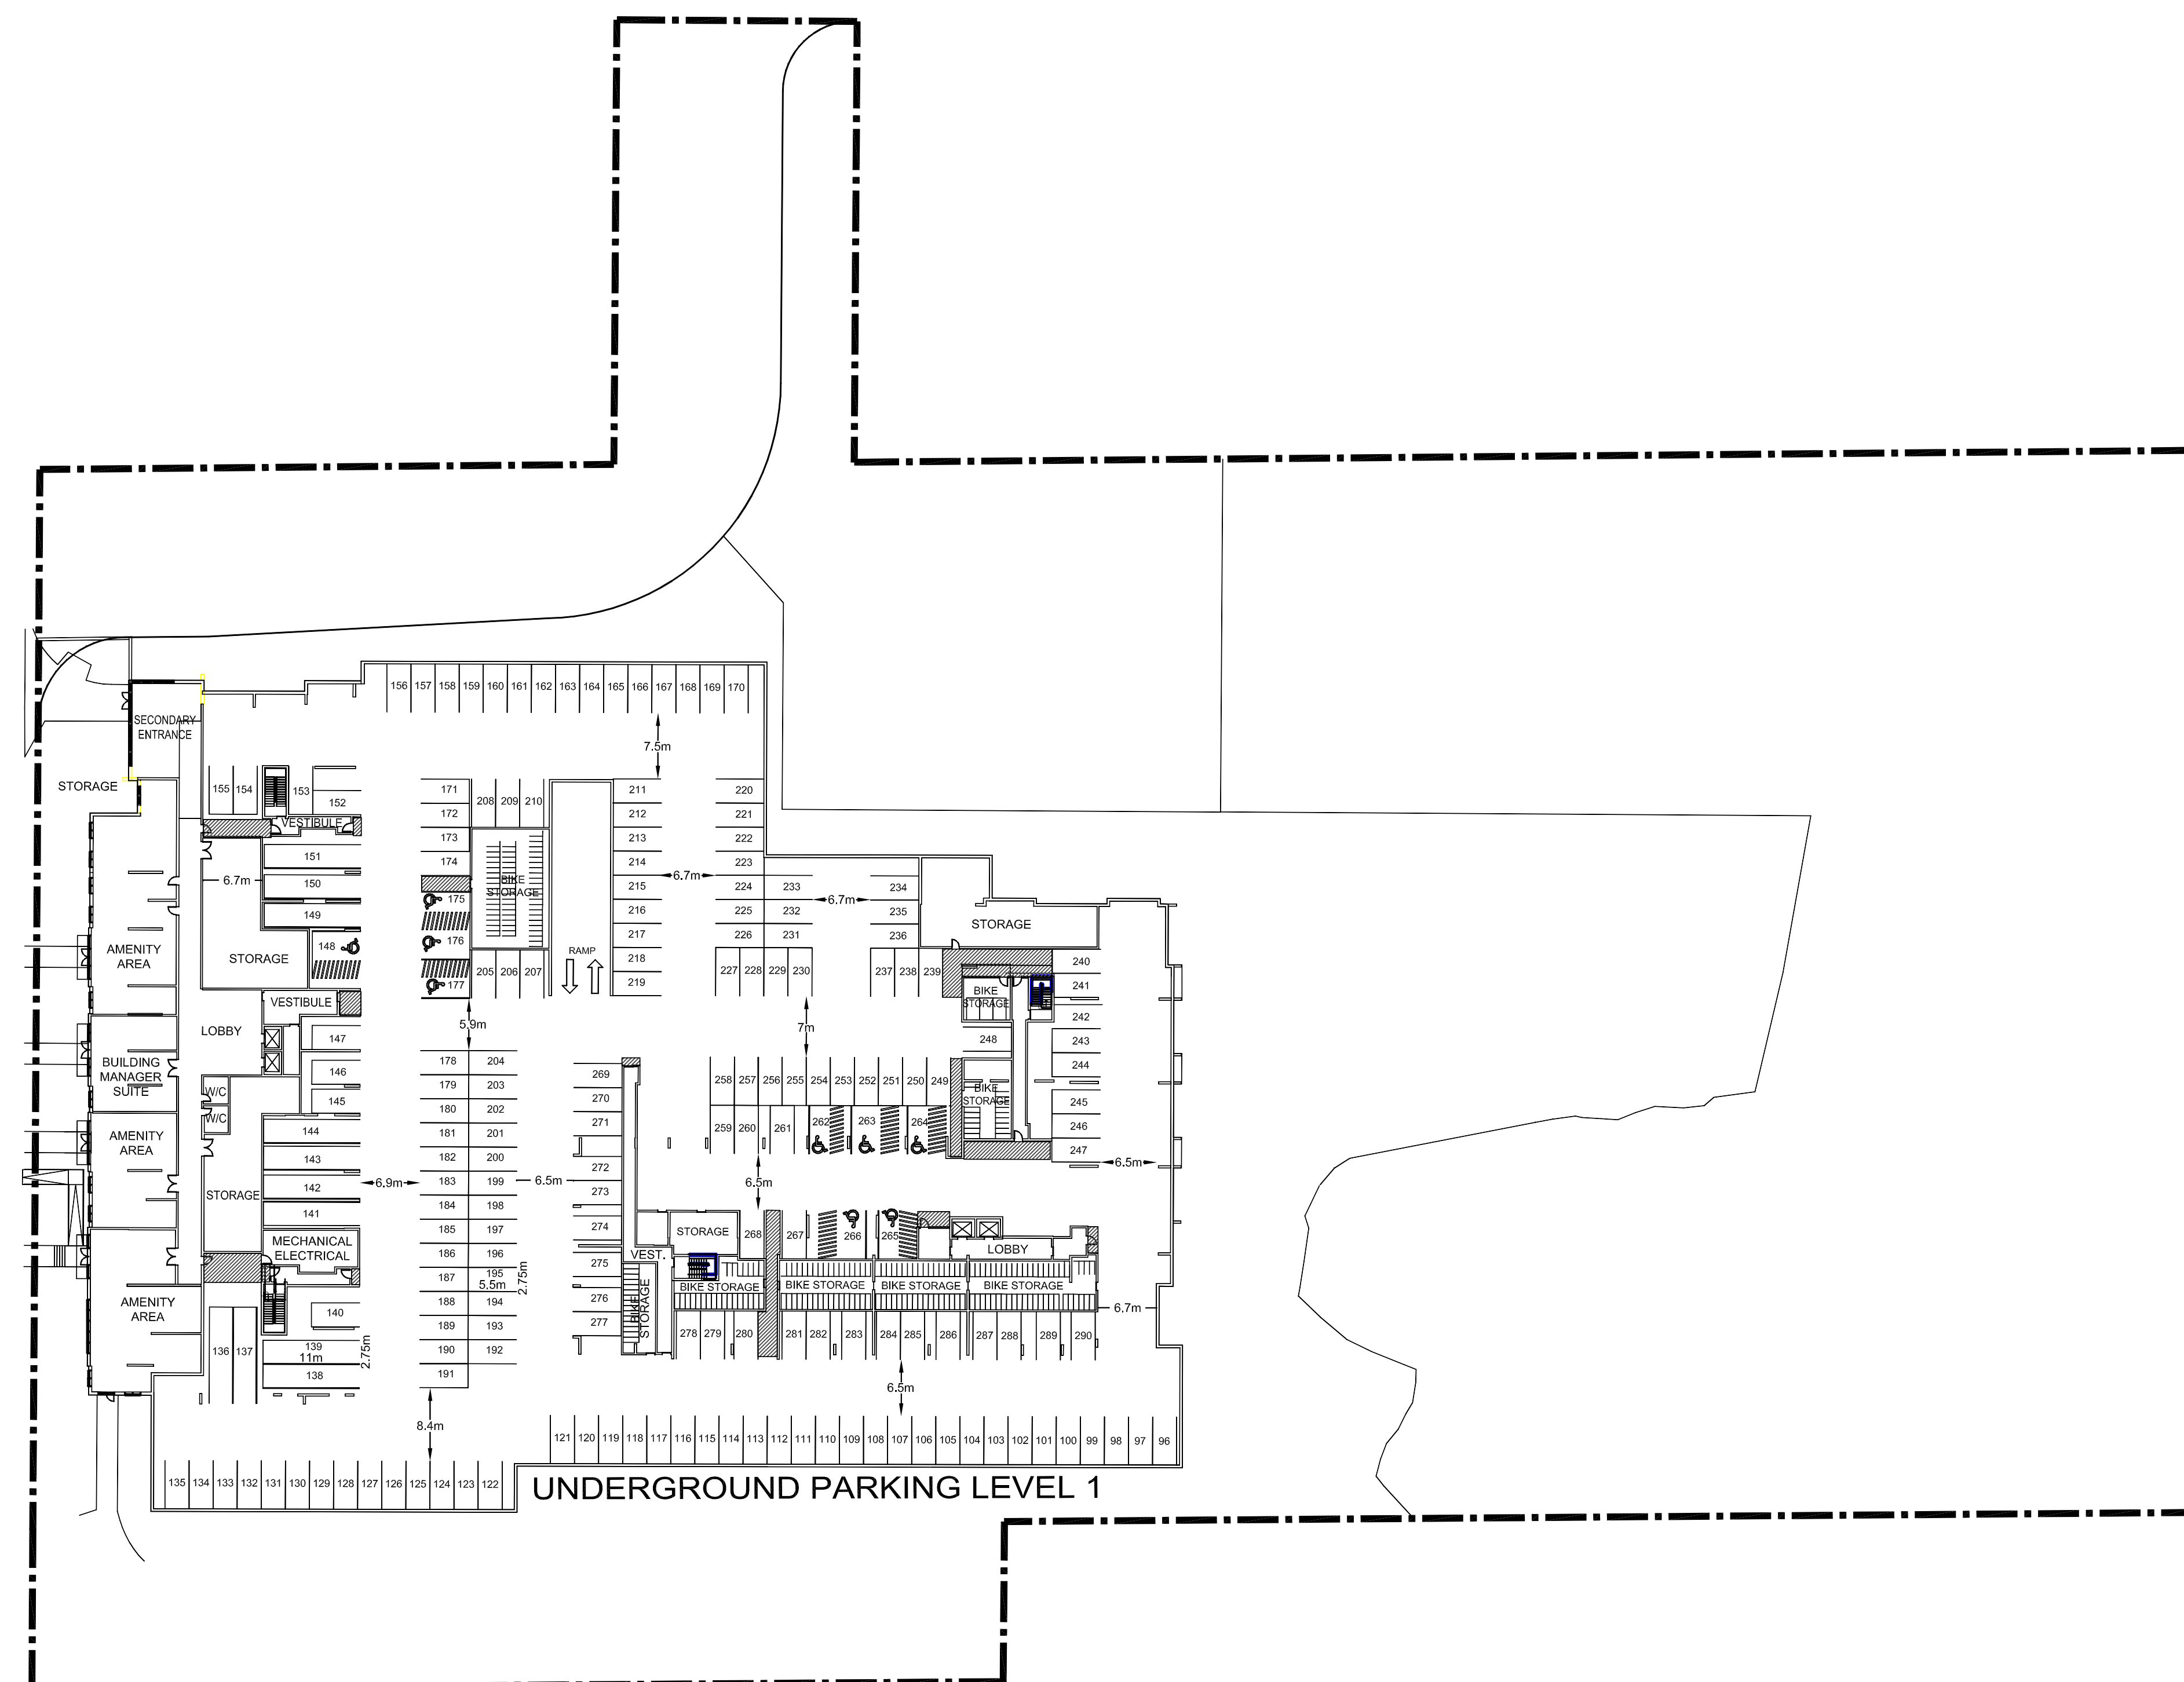 156 157 158 159 160 161 162 163 164 165 166 167 168 169 170
SECONDARY
ENTRANCE
7.5m
STORAGE
155 154
153
152
VESTIBULE
171
172
173
174
175
176
177
208 209 210
BIKE
STORAGE
205 206 207
RAMP
211
212
213
214
215
216
217
218
219
220
221
222
223
224
225
226
6.7m
233
232
231
6.7m
234
235
236
227 228 229 230
237 238 239
STORAGE
151
150
149
148
6.7m
STORAGE
AMENITY
AREA
VESTIBULE
LOBBY
147
146
145
BUILDING
MANAGER
SUITE
W/C
W/C
AMENITY
AREA
144
143
142
141
STORAGE
6.9m
MECHANICAL
ELECTRICAL
AMENITY
AREA
140
139
11m
138
2.75m
136 137
5.9m
178
179
180
181
182
183
184
185
186
187
188
189
190
191
204
203
202
201
200
199
198
197
196
195
5.5m
194
193
192
2.75m
6.5m
269
270
271
272
273
274
275
276
277
7m
258 257 256 255 254 253 252 251 250 249
259 260 261 262 263 264
6.5m
BIKE
STORAGE
248
BIKE
STORAGE
240
241
242
243
244
245
246
247
6.5m
STORAGE
268 267 266 265
LOBBY
VEST.
BIKE
STORAGE
BIKE STORAGE
BIKE STORAGE
BIKE STORAGE
BIKE STORAGE
6.7m
278 279 280 281 282 283 284 285 286 287 288 289 290
6.5m
8.4m
121 120 119 118 117 116 115 114 113 112 111 110 109 108 107 106 105 104 103 102 101 100 99 98 97 96
135 134 133 132 131 130 129 128 127 126 125 124 123 122
UNDERGROUND PARKING LEVEL 1